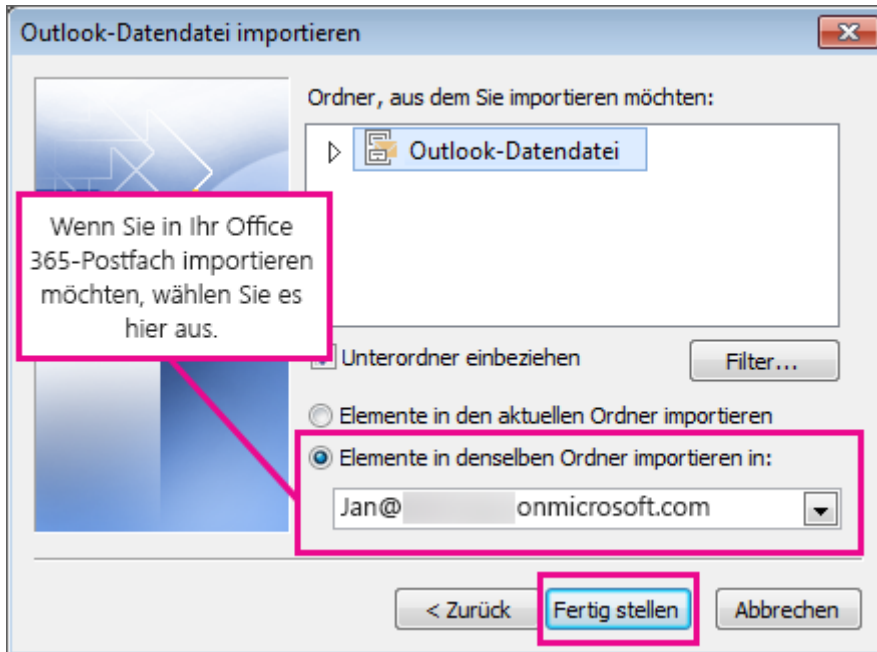 Outlook-Datendatei importieren
Ordner, aus dem Sie importieren möchten:
Outlook-Datendatei
Wenn Sie in Ihr Office
365-Postfach importieren
möchten, wählen Sie es
hier aus.
Unterordner einbeziehen
Filter...
Elemente in den aktuellen Ordner importieren
Elemente in denselben Ordner importieren in:
Jan@ onmicrosoft.com
< Zurück
Fertig stellen
Abbrechen